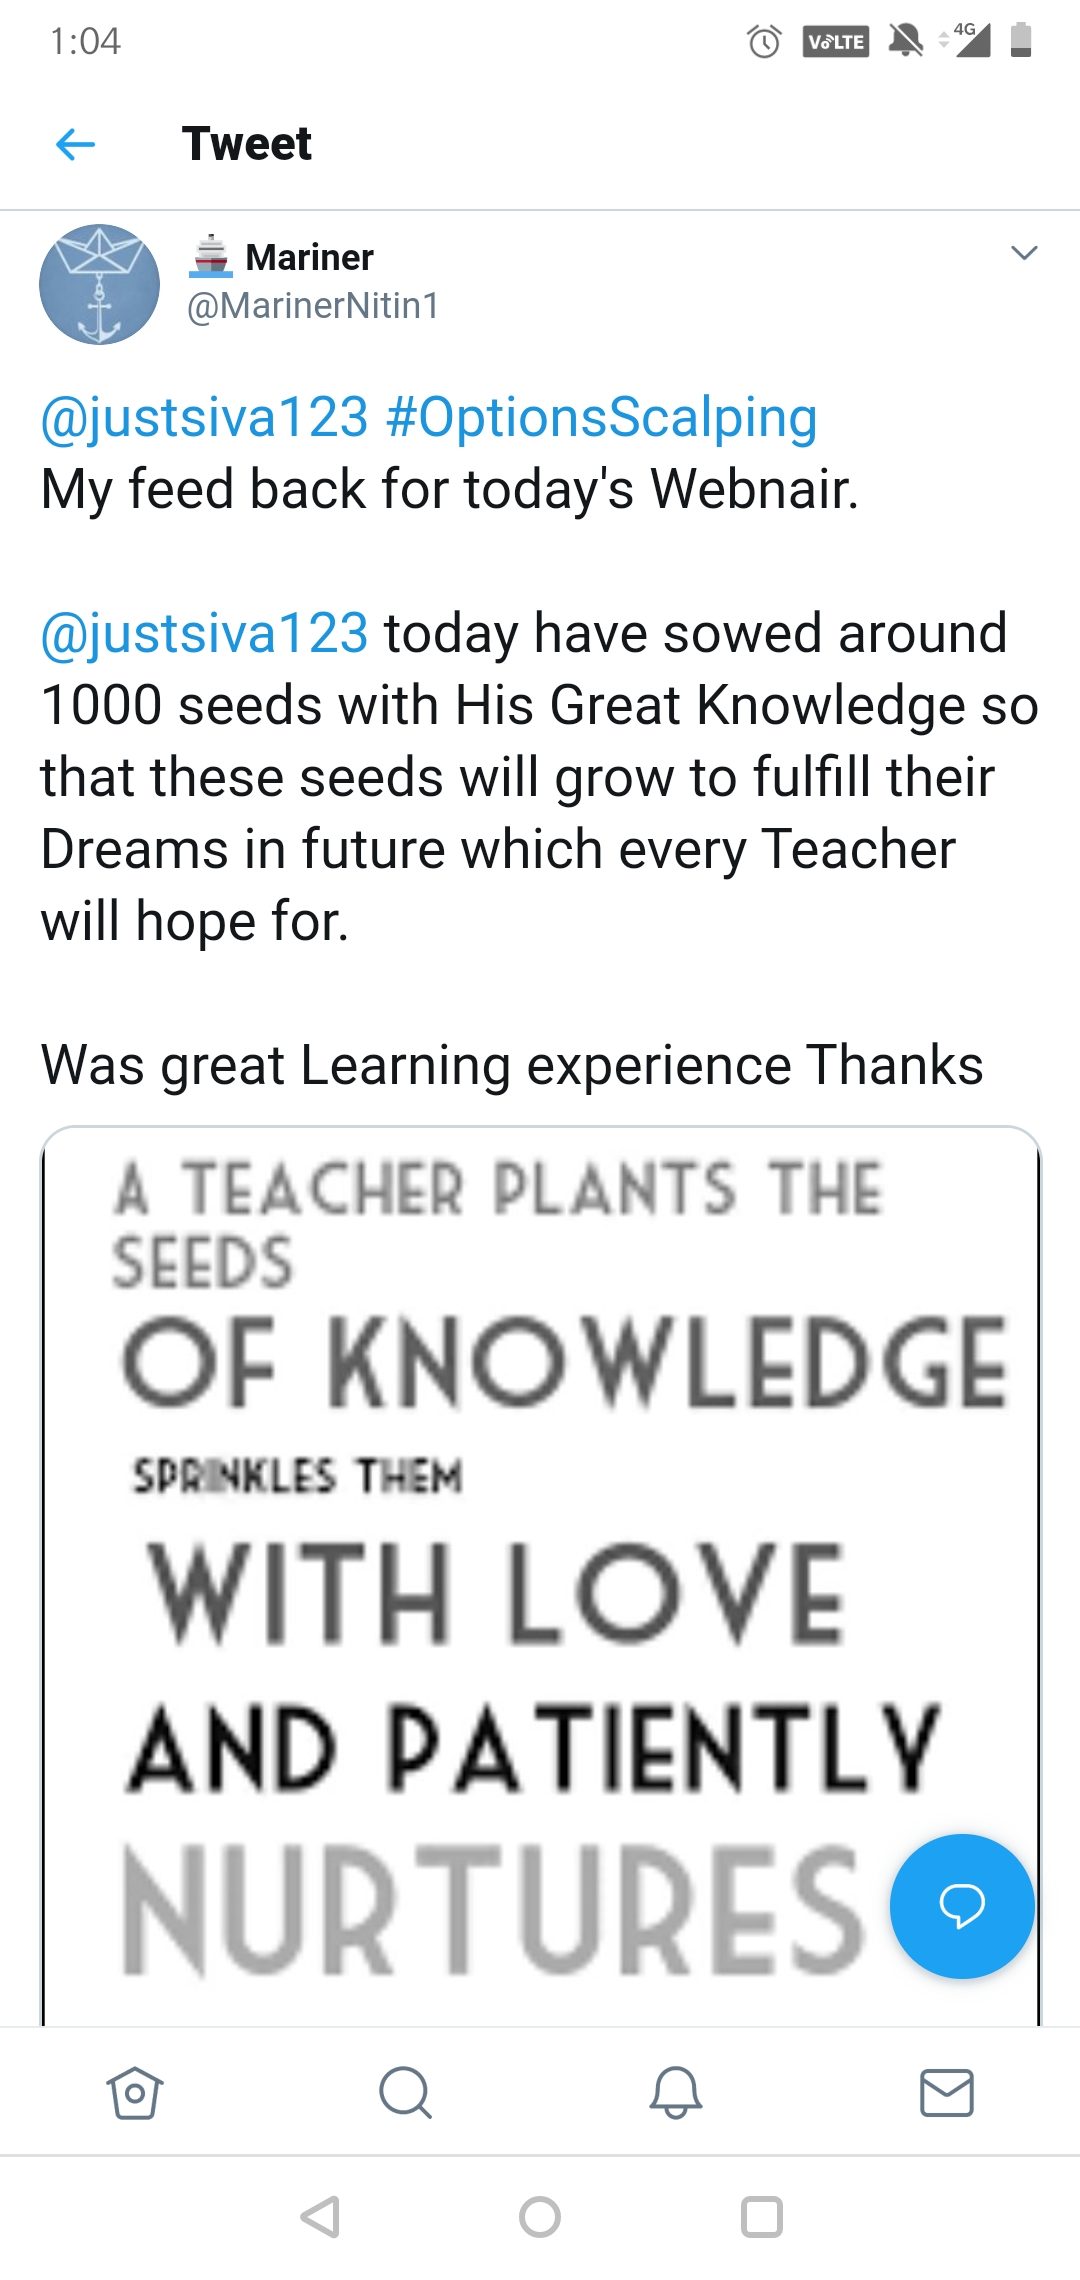 1:04
VoLTE
4G
Tweet
Mariner
@MarinerNitin1
@justsiva123 #OptionsScalping
My feed back for today's Webnair.
@justsiva123 today have sowed around
1000 seeds with His Great Knowledge so
that these seeds will grow to fulfill their
Dreams in future which every Teacher
will hope for.
Was great Learning experience Thanks
A TEACHER PLANTS THE
SEEDS
OF KNOWLEDGE
SPRINKLES THEM
WITH LOVE
AND PATIENTLY
NURTURES